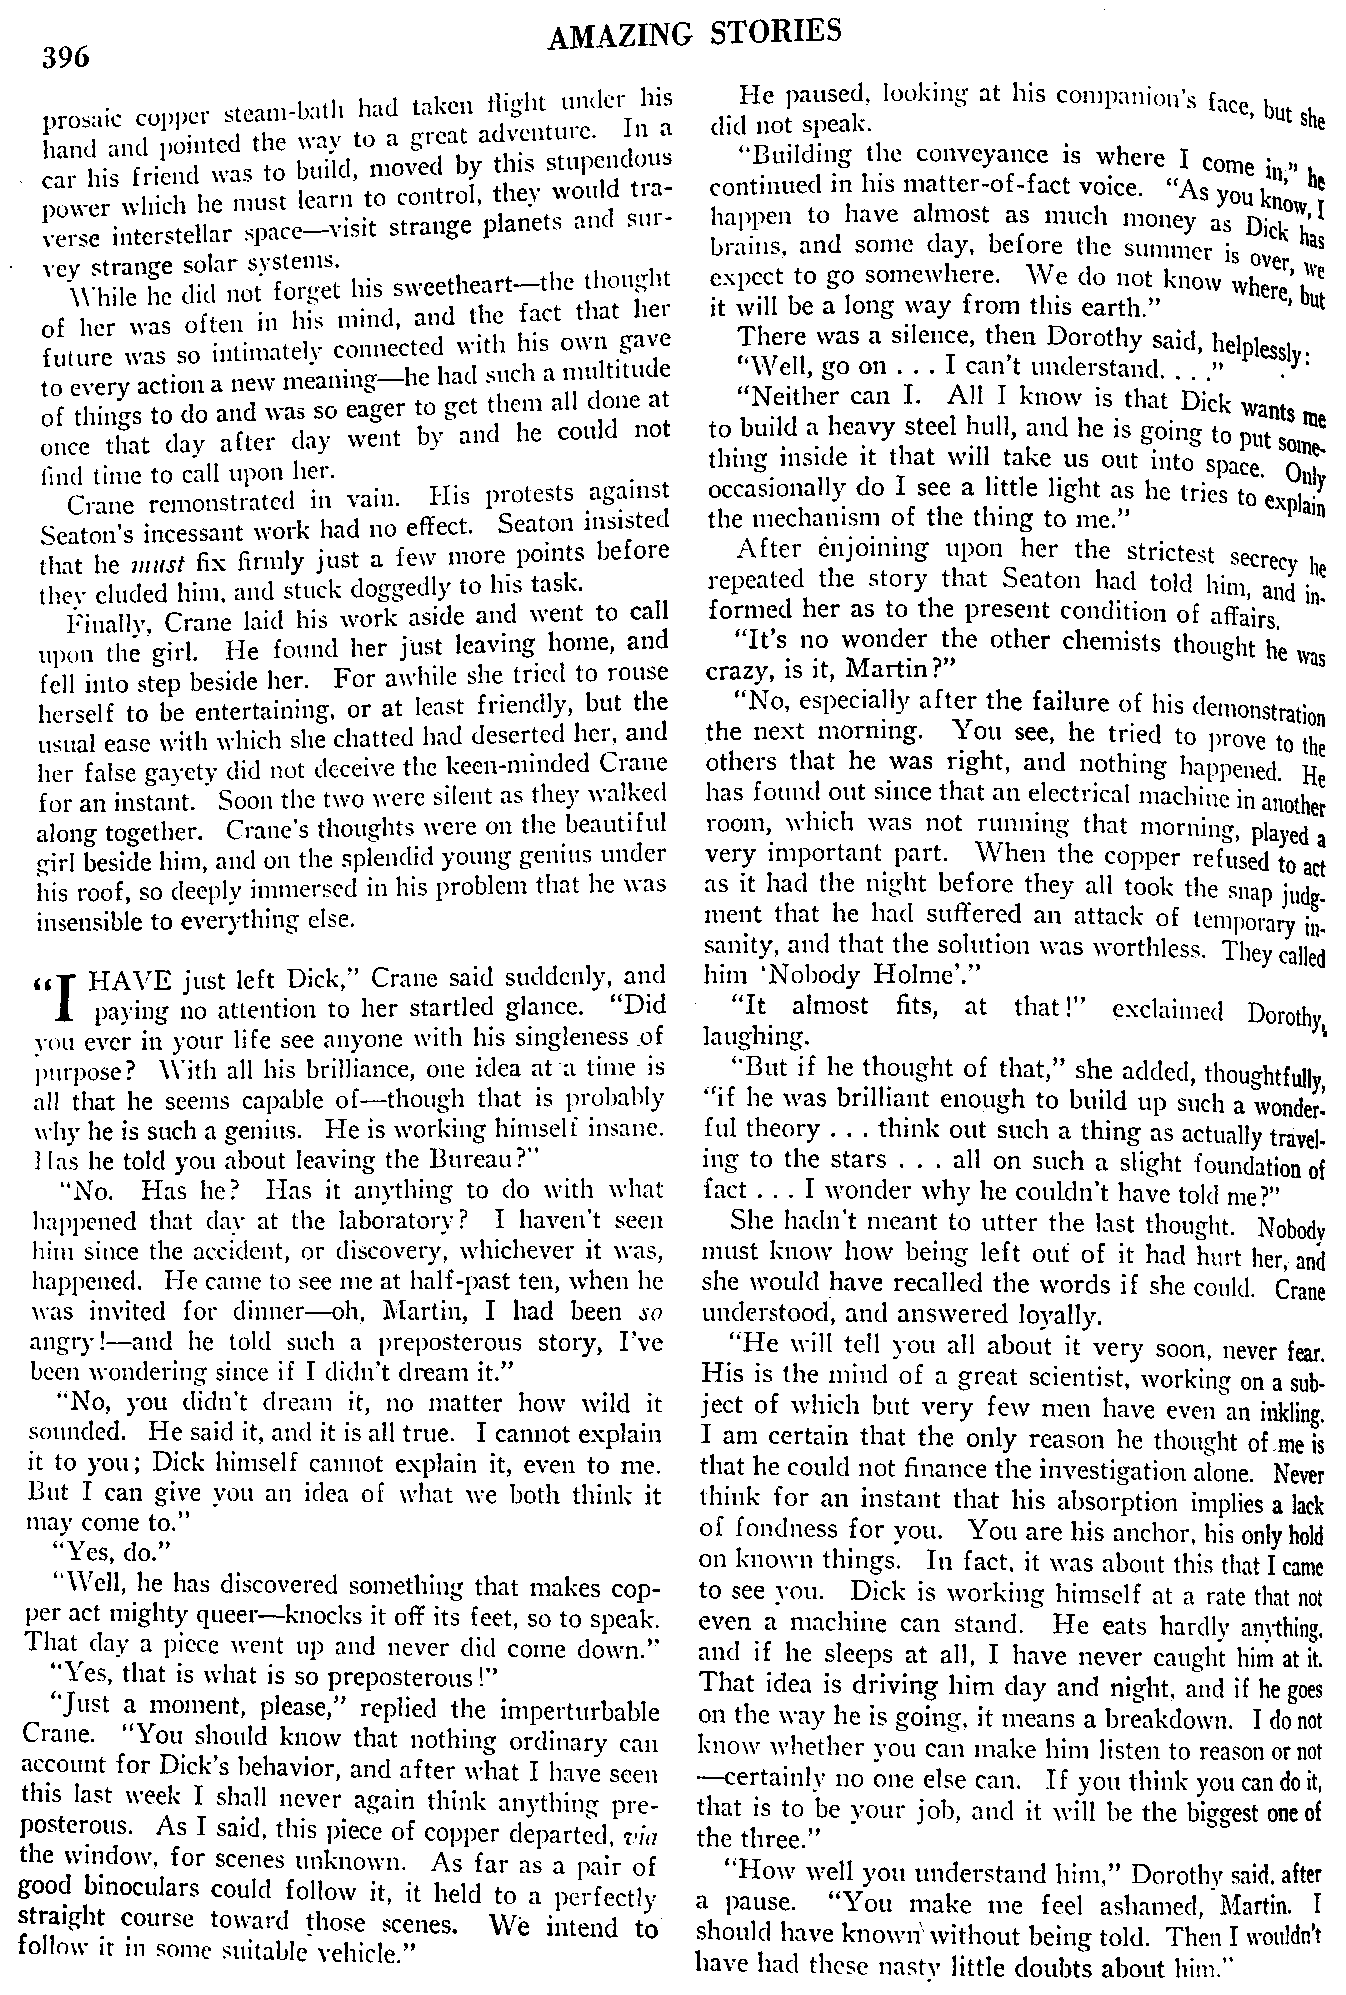 396
AMAZING STORIES
prosaic copper steam-bath had taken flight under his
hand and pointed the way to a great adventure. In a
car his friend was to build, moved by this stupendous
power which he must learn to control, they would tra-
verse interstellar space—visit strange planets and sur-
vey strange solar systems.
While he did not forget his sweetheart—the thought
of her was often in his mind, and the fact that her
future was so intimately connected with his own gave
to every action a new meaning—he had such a multitude
of things to do and was so eager to get them all done at
once that day after day went by and he could not
find time to call upon her.
Crane remonstrated in vain. His protests against
Seaton's incessant work had no effect. Seaton insisted
that he must fix firmly just a few more points before
they eluded him, and stuck doggedly to his task.
Finally, Crane laid his work aside and went to call
upon the girl. He found her just leaving home, and
fell into step beside her. For awhile she tried to rouse
herself to be entertaining, or at least friendly, but the
usual ease with which she chatted had deserted her, and
her false gayety did not deceive the keen-minded Crane
for an instant. Soon the two were silent as they walked
along together. Crane's thoughts were on the beautiful
girl beside him, and on the splendid young genius under
his roof, so deeply immersed in his problem that he was
insensible to everything else.
"I HAVE just left Dick," Crane said suddenly, and
paying no attention to her startled glance. "Did
you ever in your life see anyone with his singleness of
purpose? With all his brilliance, one idea at a time is
all that he seems capable of—though that is probably
why he is such a genius. He is working himself insane.
Has he told you about leaving the Bureau?"
"No. Has he? Has it anything to do with what
happened that day at the laboratory? I haven't seen
him since the accident, or discovery, whichever it was,
happened. He came to see me at half-past ten, when he
was invited for dinner—oh, Martin, I had been so
angry!—and he told such a preposterous story, I've
been wondering since if I didn't dream it."
"No, you didn't dream it, no matter how wild it
sounded. He said it, and it is all true. I cannot explain
it to you; Dick himself cannot explain it, even to me.
But I can give you an idea of what we both think it
may come to."
"Yes, do."
"Well, he has discovered something that makes cop-
per act mighty queer—knocks it off its feet, so to speak.
That day a piece went up and never did come down."
"Yes, that is what is so preposterous!"
"Just a moment, please," replied the imperturbable
Crane. "You should know that nothing ordinary can
account for Dick's behavior, and after what I have seen
this last week I shall never again think anything pre-
posterous. As I said, this piece of copper departed, via
the window, for scenes unknown. As far as a pair of
good binoculars could follow it, it held to a perfectly
straight course toward those scenes. We intend to
follow it in some suitable vehicle."
He paused, looking at his companion's face, but she
did not speak.
"Building the conveyance is where I come in," he
continued in his matter-of-fact voice. "As you know, I
happen to have almost as much money as Dick has
brains, and some day, before the summer is over, we
expect to go somewhere. We do not know where, but
it will be a long way from this earth."
There was a silence, then Dorothy said, helplessly:
"Well, go on . . . I can't understand. . . ."
"Neither can I. All I know is that Dick wants me
to build a heavy steel hull, and he is going to put some-
thing inside it that will take us out into space. Only
occasionally do I see a little light as he tries to explain
the mechanism of the thing to me."
After enjoining upon her the strictest secrecy he
repeated the story that Seaton had told him, and in-
formed her as to the present condition of affairs.
"It's no wonder the other chemists thought he was
crazy, is it, Martin?"
"No, especially after the failure of his demonstration
the next morning. You see, he tried to prove to the
others that he was right, and nothing happened. He
has found out since that an electrical machine in another
room, which was not running that morning, played a
very important part. When the copper refused to act
as it had the night before they all took the snap judg-
ment that he had suffered an attack of temporary in-
sanity, and that the solution was worthless. They called
him 'Nobody Holme'."
"It almost fits, at that!" exclaimed Dorothy,
laughing.
"But if he thought of that," she added, thoughtfully,
"if he was brilliant enough to build up such a wonder-
ful theory . . . think out such a thing as actually travel-
ing to the stars . . . all on such a slight foundation of
fact . . . I wonder why he couldn't have told me?"
She hadn't meant to utter the last thought. Nobody
must know how being left out of it had hurt her, and
she would have recalled the words if she could. Crane
understood, and answered loyally.
"He will tell you all about it very soon, never fear.
His is the mind of a great scientist, working on a sub-
ject of which but very few men have even an inkling.
I am certain that the only reason he thought of me is
that he could not finance the investigation alone. Never
think for an instant that his absorption implies a lack
of fondness for you. You are his anchor, his only hold
on known things. In fact, it was about this that I came
to see you. Dick is working himself at a rate that not
even a machine can stand. He eats hardly anything,
and if he sleeps at all, I have never caught him at it.
That idea is driving him day and night, and if he goes
on the way he is going, it means a breakdown. I do not
know whether you can make him listen to reason or not
—certainly no one else can. If you think you can do it,
that is to be your job, and it will be the biggest one of
the three."
"How well you understand him," Dorothy said, after
a pause. "You make me feel ashamed, Martin. I
should have known without being told. Then I wouldn't
have had these nasty little doubts about him."